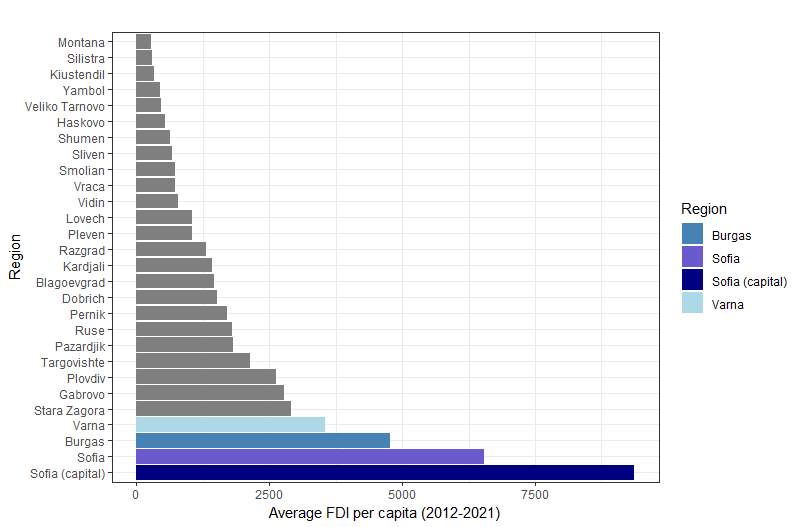 Montana
Silistra
Kiustendil
Yambol
Veliko Tarnovo
Haskovo
Shumen
Sliven
Smolian
Vraca
Vidin
Lovech
Pleven
Razgrad
Kardjali
Blagoevgrad
Dobrich
Pernik
Ruse
Pazardjik
Targovishte
Plovdiv
Gabrovo
Stara Zagora
Varna
Burgas
Sofia
Sofia (capital)
Region
0 2500 5000 7500
Average FDI per capita (2012-2021)
Region
Burgas
Sofia
Sofia (capital)
Varna